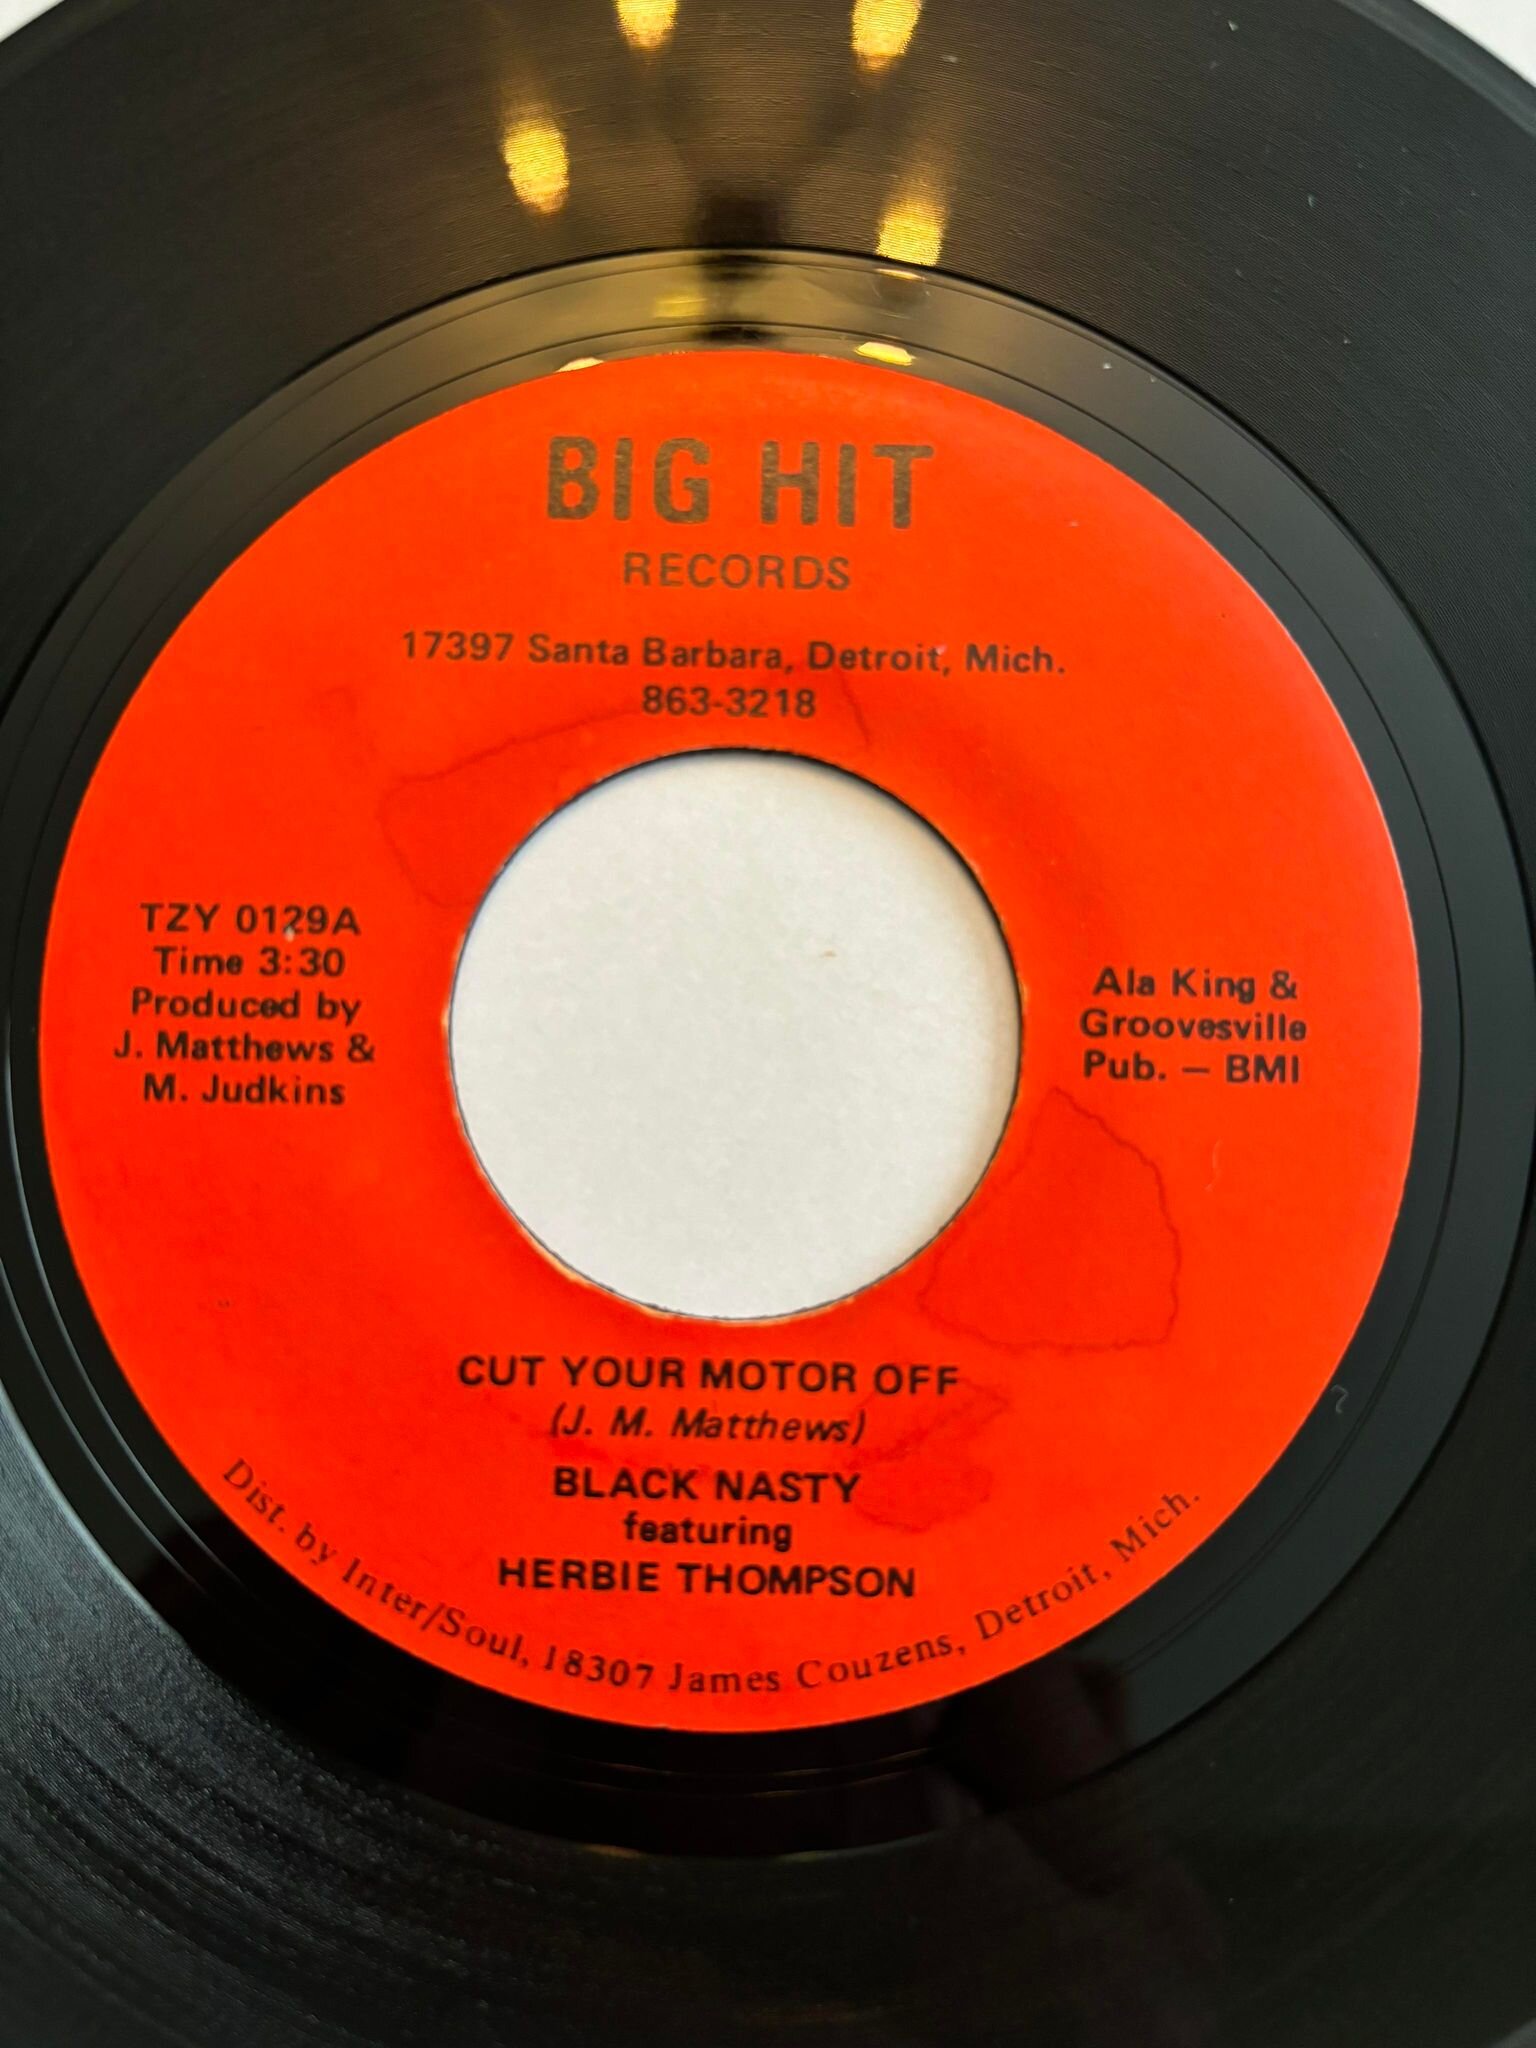 BIG HIT
RECORDS
17397 Santa Barbara, Detroit, Mich.
863-3218
TZY 0129A
Time 3:30
Produced by
J. Matthews &
M. Judkins
Ala King &
Groovesville
Pub. — BMI
CUT YOUR MOTOR OFF
(J. M. Matthews)
BLACK NASTY
featuring
HERBIE THOMPSON
Dist. by Inter/Soul, 18307 James Couzens, Detroit, Mich.